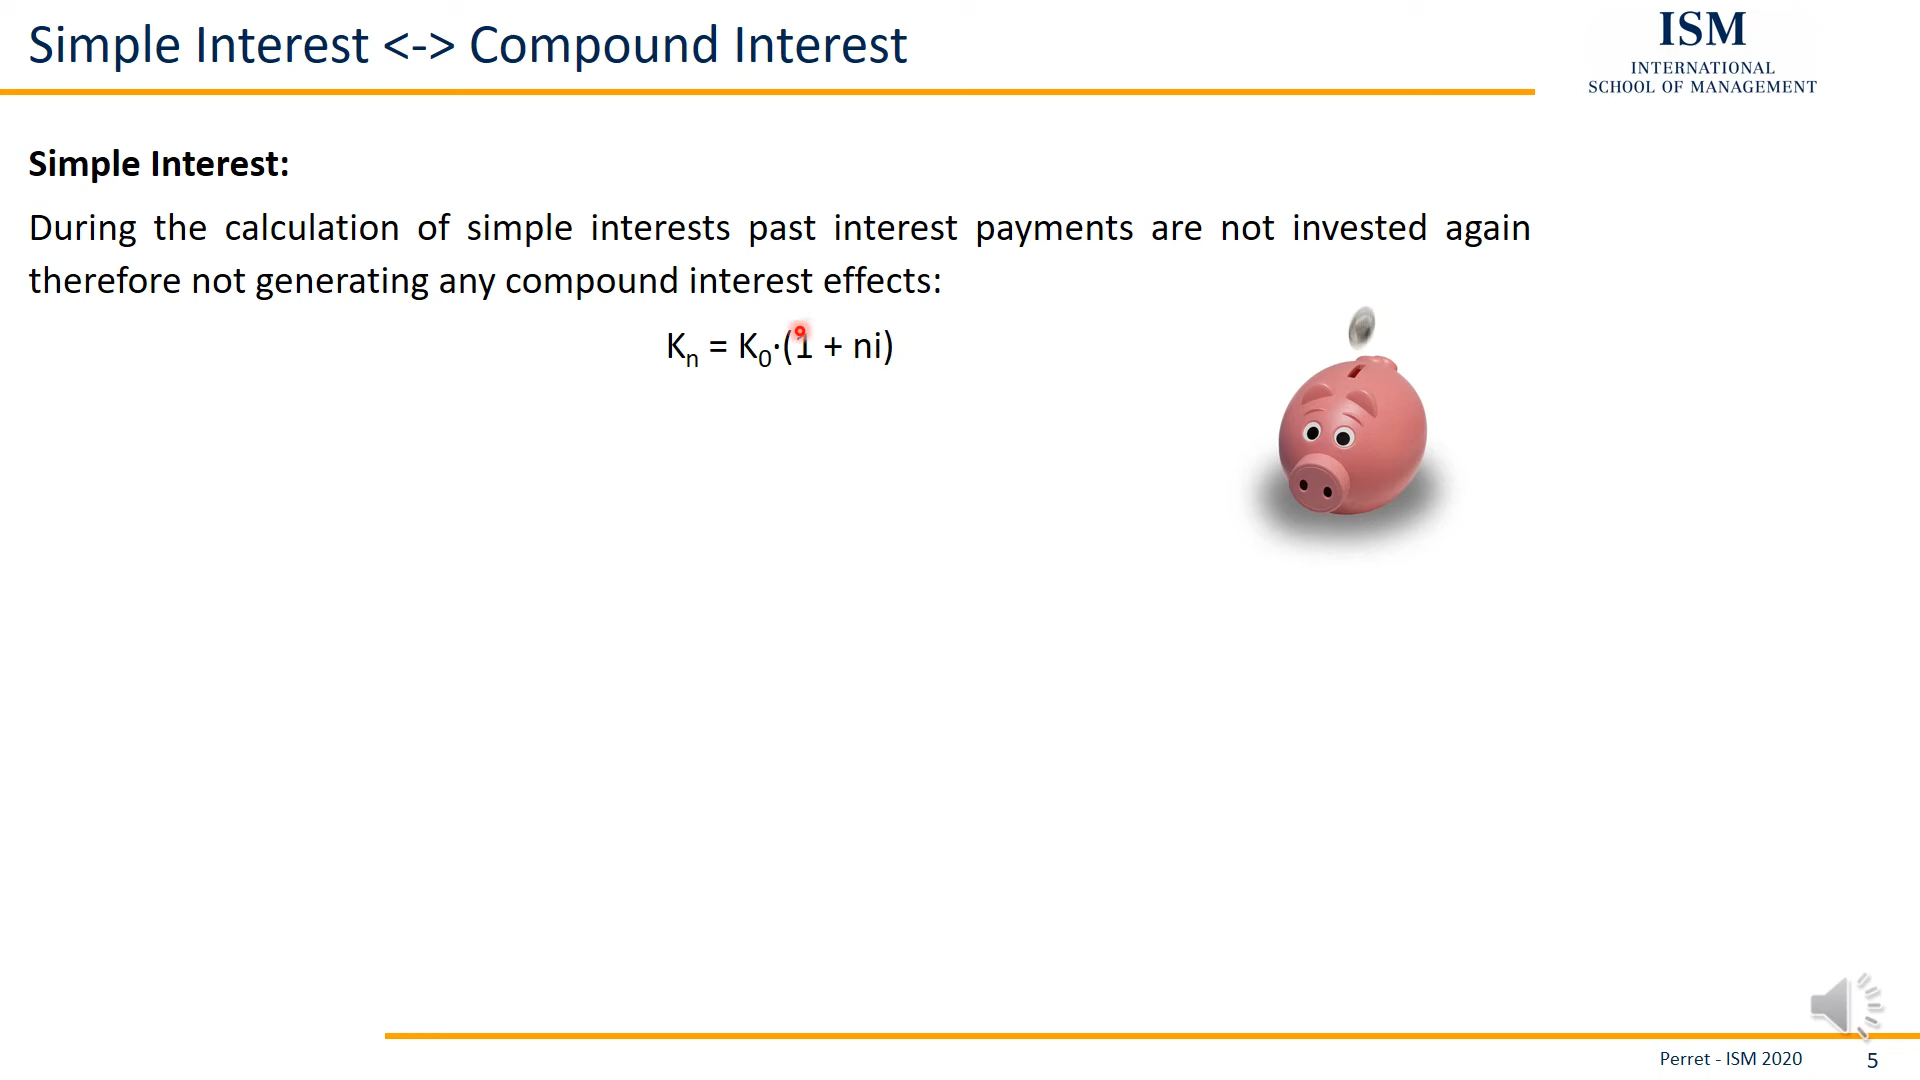 Simple Interest <-> Compound Interest
ISM
INTERNATIONAL
SCHOOL OF MANAGEMENT
Simple Interest:
During the calculation of simple interests past interest payments are not invested again
therefore not generating any compound interest effects:
Kₙ = K₀·(1 + ni)
Perret - ISM 2020
5